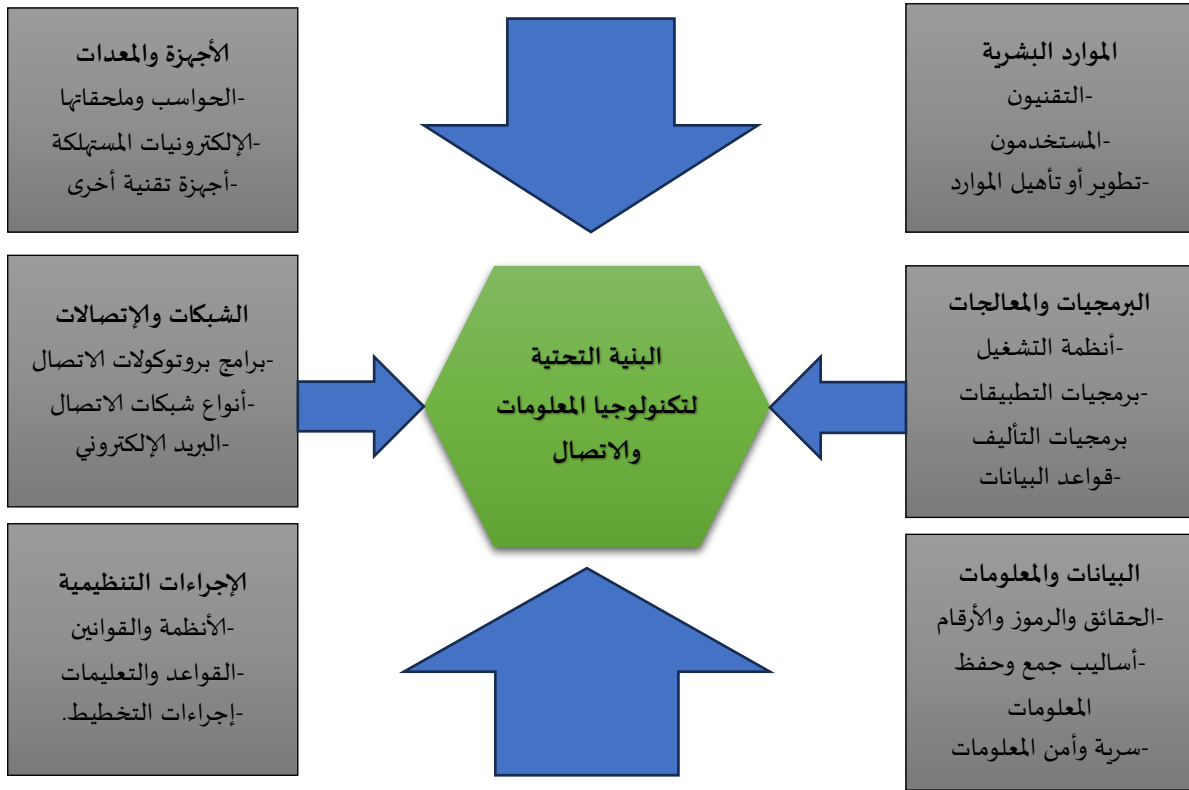 الموارد البشرية
-التقنيون
-المستخدمون
-تطوير أو تأهيل الموارد
الأجهزة والمعدات
-الحواسب وملحقاتها
-الإلكترونيات المستهلكة
-أجهزة تقنية أخرى
البرمجيات والمعالجات
-أنظمة التشغيل
-برمجيات التطبيقات
برمجيات التأليف
-قواعد البيانات
البنية التحتية
لتكنولوجيا المعلومات
والاتصال
الشبكات والإتصالات
-برامج بروتوكولات الاتصال
-أنواع شبكات الاتصال
-البريد الإلكتروني
البيانات والمعلومات
-الحقائق والرموز والأرقام
-أساليب جمع وحفظ
المعلومات
-سرية وأمن المعلومات
الإجراءات التنظيمية
-الأنظمة والقوانين
-القواعد والتعليمات
-إجراءات التخطيط.